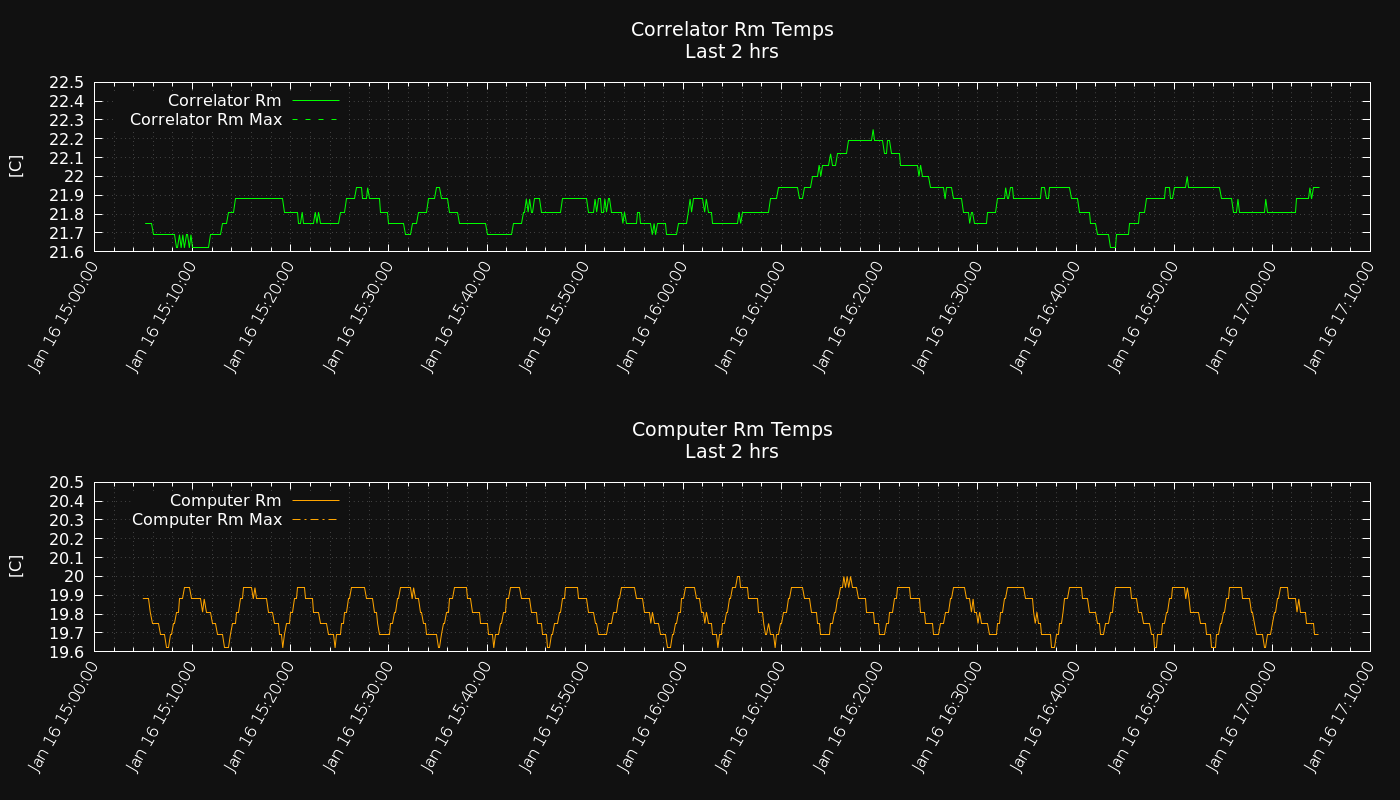 Correlator Rm Temps
Last 2 hrs
22.5
22.4
22.3
22.2
22.1
22
21.9
21.8
21.7
21.6
[C]
Correlator Rm
Correlator Rm Max
Jan 16 15:00:00
Jan 16 15:10:00
Jan 16 15:20:00
Jan 16 15:30:00
Jan 16 15:40:00
Jan 16 15:50:00
Jan 16 16:00:00
Jan 16 16:10:00
Jan 16 16:20:00
Jan 16 16:30:00
Jan 16 16:40:00
Jan 16 16:50:00
Jan 16 17:00:00
Jan 16 17:10:00
Computer Rm Temps
Last 2 hrs
20.5
20.4
20.3
20.2
20.1
20
19.9
19.8
19.7
19.6
[C]
Computer Rm
Computer Rm Max
Jan 16 15:00:00
Jan 16 15:10:00
Jan 16 15:20:00
Jan 16 15:30:00
Jan 16 15:40:00
Jan 16 15:50:00
Jan 16 16:00:00
Jan 16 16:10:00
Jan 16 16:20:00
Jan 16 16:30:00
Jan 16 16:40:00
Jan 16 16:50:00
Jan 16 17:00:00
Jan 16 17:10:00